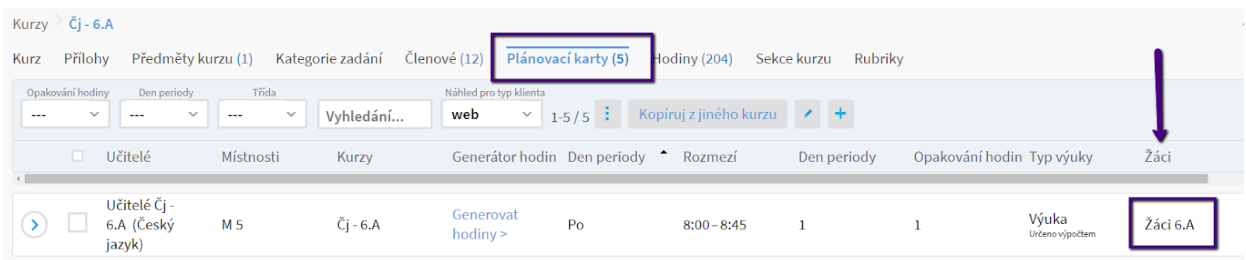 Kurzy Čj - 6.A
Kurz Přílohy Předměty kurzu (1) Kategorie zadání Členové (12) Plánovací karty (5) Hodiny (204) Sekce kurzu Rubriky
Opakování hodiny Den periody Třída Náhled pro typ klienta
--- --- --- Vyhledání... web 1-5 / 5 Kopíruj z jiného kurzu
Učitelé Místnosti Kurzy Generátor hodin Den periody Rozmezí Den periody Opakování hodin Typ výuky Žáci
Učitelé Čj -
6.A (Český
jazyk)
M 5
Čj - 6.A
Generovat
hodiny >
Po
8:00 – 8:45
1
1
Výuka
Určeno výpočtem
Žáci 6.A